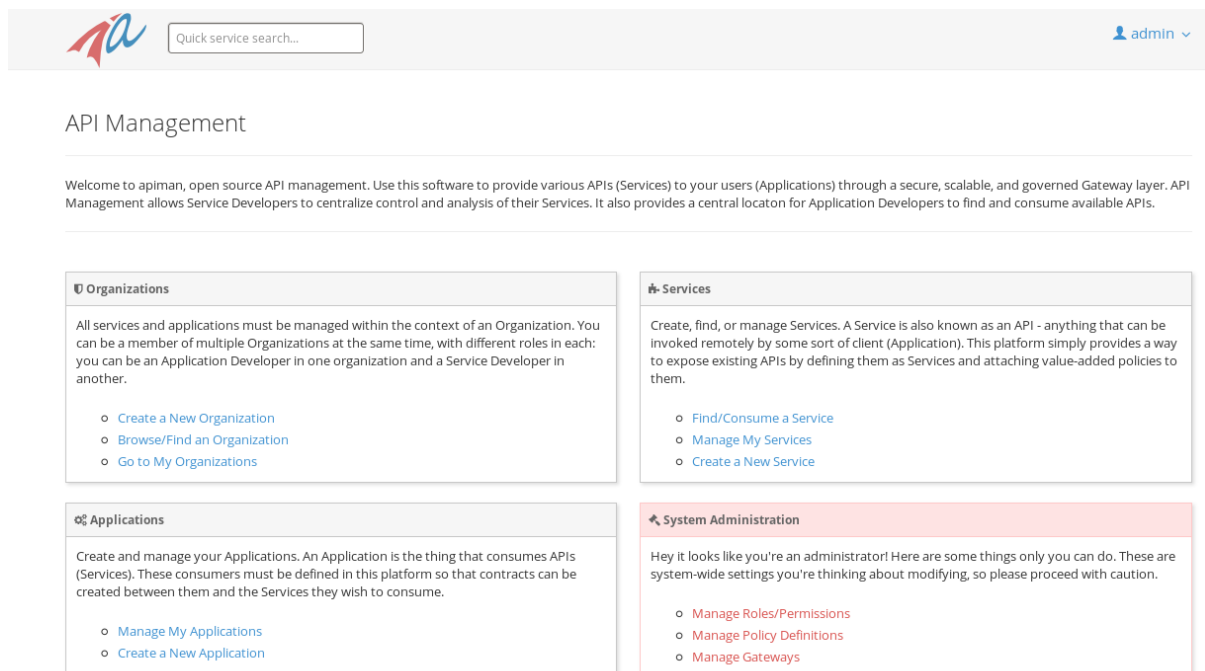 Quick service search...
admin
API Management
Welcome to apiman, open source API management. Use this software to provide various APIs (Services) to your users (Applications) through a secure, scalable, and governed Gateway layer. API
Management allows Service Developers to centralize control and analysis of their Services. It also provides a central locaton for Application Developers to find and consume available APIs.
Organizations
All services and applications must be managed within the context of an Organization. You
can be a member of multiple Organizations at the same time, with different roles in each:
you can be an Application Developer in one organization and a Service Developer in
another.
Create a New Organization
Browse/Find an Organization
Go to My Organizations
Services
Create, find, or manage Services. A Service is also known as an API - anything that can be
invoked remotely by some sort of client (Application). This platform simply provides a way
to expose existing APIs by defining them as Services and attaching value-added policies to
them.
Find/Consume a Service
Manage My Services
Create a New Service
Applications
Create and manage your Applications. An Application is the thing that consumes APIs
(Services). These consumers must be defined in this platform so that contracts can be
created between them and the Services they wish to consume.
Manage My Applications
Create a New Application
System Administration
Hey it looks like you're an administrator! Here are some things only you can do. These are
system-wide settings you're thinking about modifying, so please proceed with caution.
Manage Roles/Permissions
Manage Policy Definitions
Manage Gateways